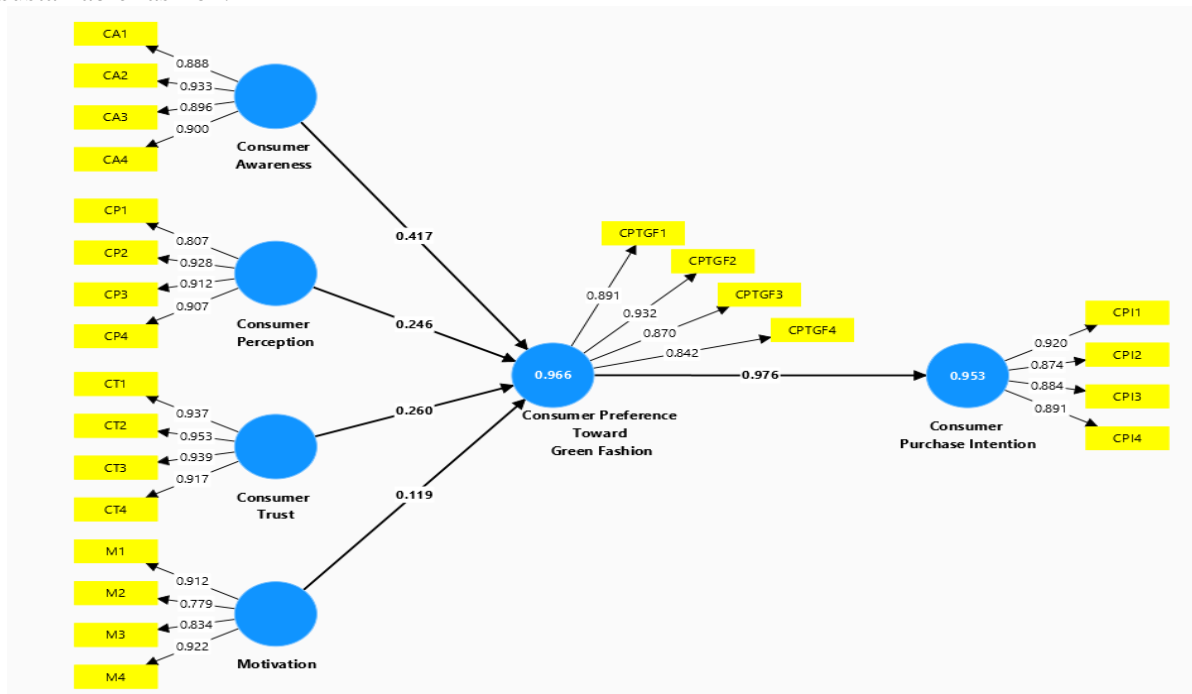 CA1
0.888
CA2
0.933
CA3
0.896
CA4
0.900
Consumer
Awareness
0.417
CP1
0.807
CP2
0.928
CP3
0.912
CP4
0.907
Consumer
Perception
0.246
CT1
0.937
CT2
0.953
CT3
0.939
CT4
0.917
Consumer
Trust
0.260
M1
0.912
M2
0.779
M3
0.834
M4
0.922
Motivation
0.119
CPTGF1
0.891
CPTGF2
0.932
CPTGF3
0.870
CPTGF4
0.842
0.966
Consumer Preference
Toward
Green Fashion
0.976
0.953
Consumer
Purchase Intention
CPI1
0.920
CPI2
0.874
CPI3
0.884
CPI4
0.891